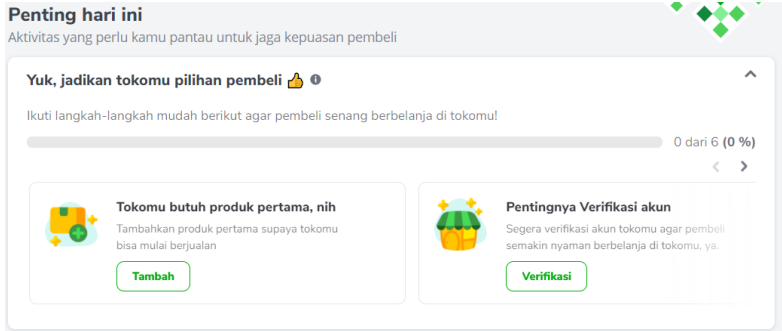 Penting hari ini
Aktivitas yang perlu kamu pantau untuk jaga kepuasan pembeli
Yuk, jadikan tokomu pilihan pembeli 👍
Ikuti langkah-langkah mudah berikut agar pembeli senang berbelanja di tokomu!
0 dari 6 (0 %)
Tokomu butuh produk pertama, nih
Tambahkan produk pertama supaya tokomu
bisa mulai berjualan
Tambah
Pentingnya Verifikasi akun
Segera verifikasi akun tokomu agar pembeli
semakin nyaman berbelanja di tokomu, ya.
Verifikasi